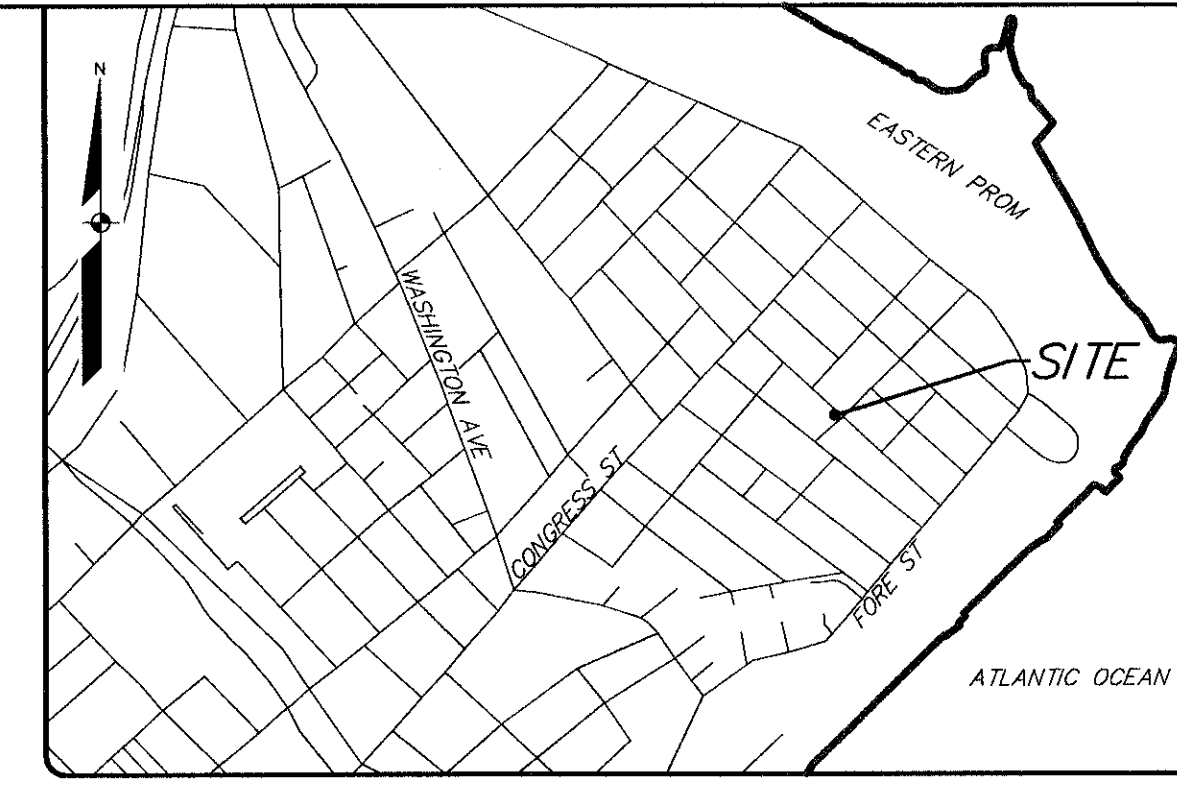 N
EASTERN PROM
WASHINGTON AVE
SITE
CONGRESS ST
FORE ST
ATLANTIC OCEAN